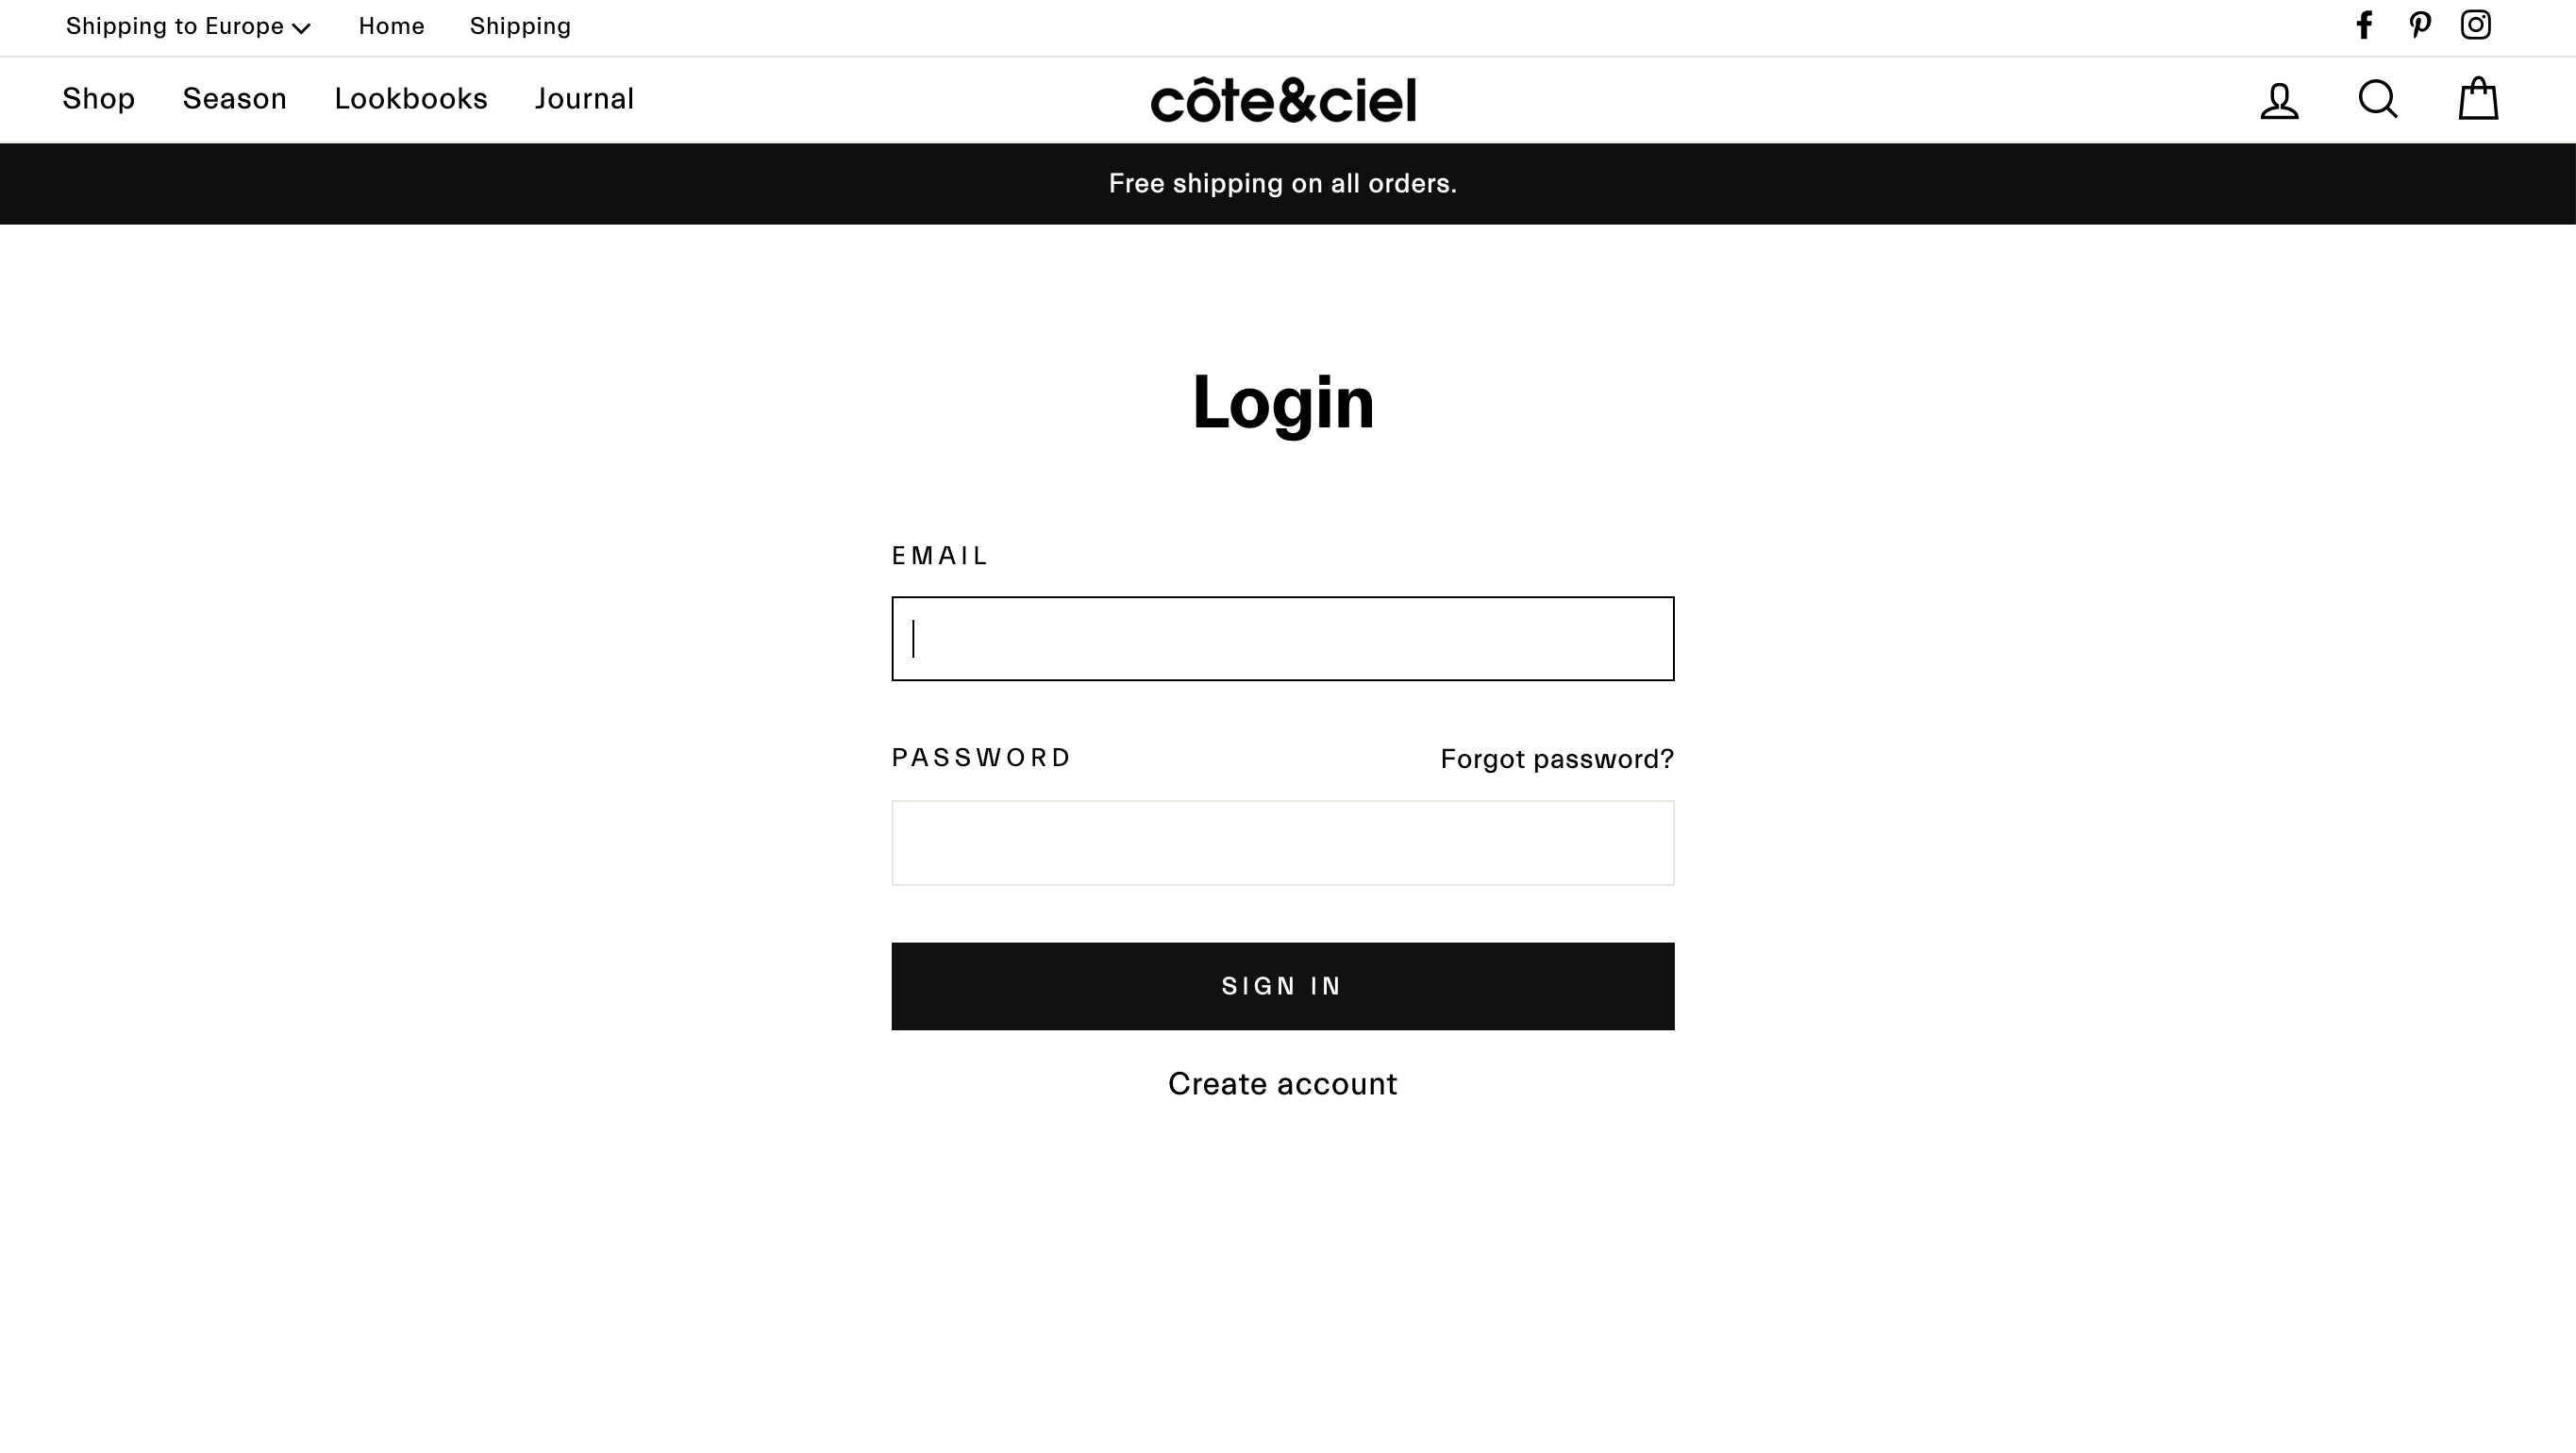 Shipping to Europe Home Shipping
Shop Season Lookbooks Journal côte&ciel
Free shipping on all orders.
Login
EMAIL
PASSWORD Forgot password?
SIGN IN
Create account